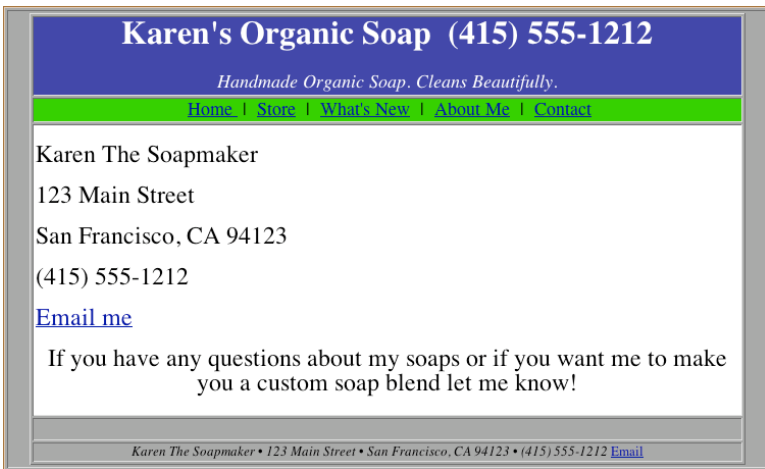 Karen's Organic Soap (415) 555-1212
Handmade Organic Soap. Cleans Beautifully.
Home | Store | What's New | About Me | Contact
Karen The Soapmaker
123 Main Street
San Francisco, CA 94123
(415) 555-1212
Email me
If you have any questions about my soaps or if you want me to make
you a custom soap blend let me know!
Karen The Soapmaker • 123 Main Street • San Francisco, CA 94123 • (415) 555-1212 Email